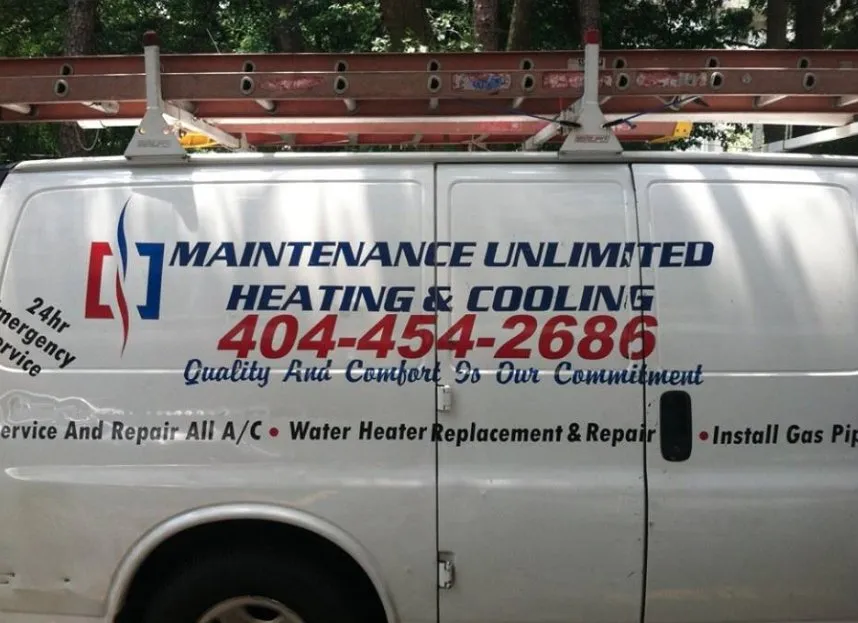 MAINTENANCE UNLIMITED
HEATING & COOLING
404-454-2686
Quality And Comfort Is Our Commitment
24hr
mergency
ervice
ervice And Repair All A/C • Water Heater Replacement & Repair • Install Gas Pip